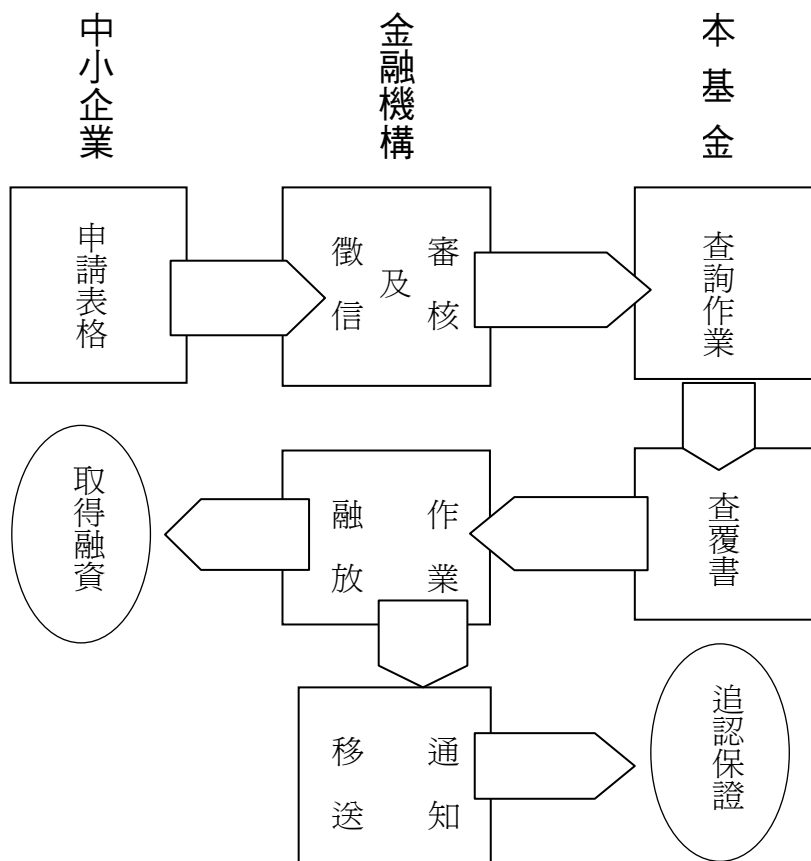 中小企業
金融機構
本基金
申請表格
徵信
及
審核
查詢作業
取得融資
融放
作業
查覆書
移送
通知
追認保證